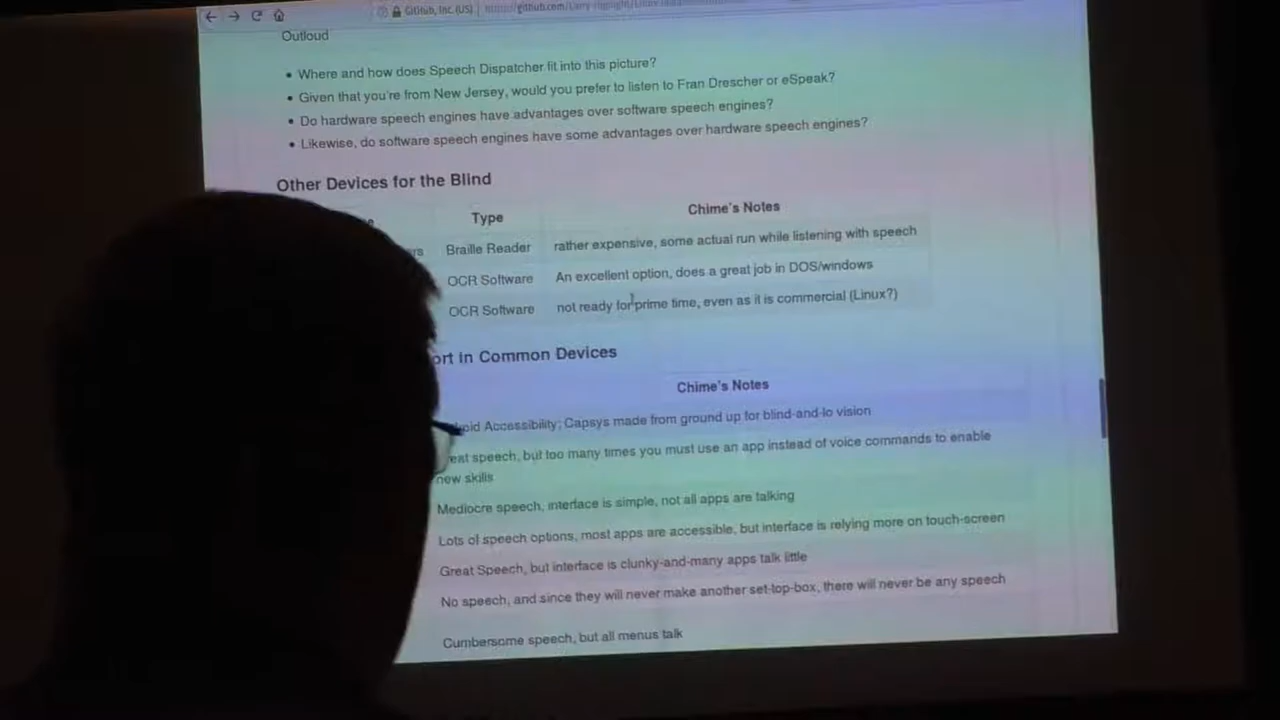 GitHub, Inc. (US)
Outloud
• Where and how does Speech Dispatcher fit into this picture?
• Given that you're from New Jersey, would you prefer to listen to Fran Drescher or eSpeak?
• Do hardware speech engines have advantages over software speech engines?
• Likewise, do software speech engines have some advantages over hardware speech engines?
Other Devices for the Blind
Type Chime's Notes
Braille Reader rather expensive, some actual run while listening with speech
OCR Software An excellent option, does a great job in DOS/windows
OCR Software not ready for prime time, even as it is commercial (Linux?)
in Common Devices
Chime's Notes
Accessibility; Capsys made from ground up for blind-and-lo vision
speech, but too many times you must use an app instead of voice commands to enable
new skills
Mediocre speech, interface is simple, not all apps are talking
Lots of speech options, most apps are accessible, but interface is relying more on touch-screen
Great Speech, but interface is clunky-and-many apps talk little
No speech, and since they will never make another set-top-box, there will never be any speech
Cumbersome speech, but all menus talk